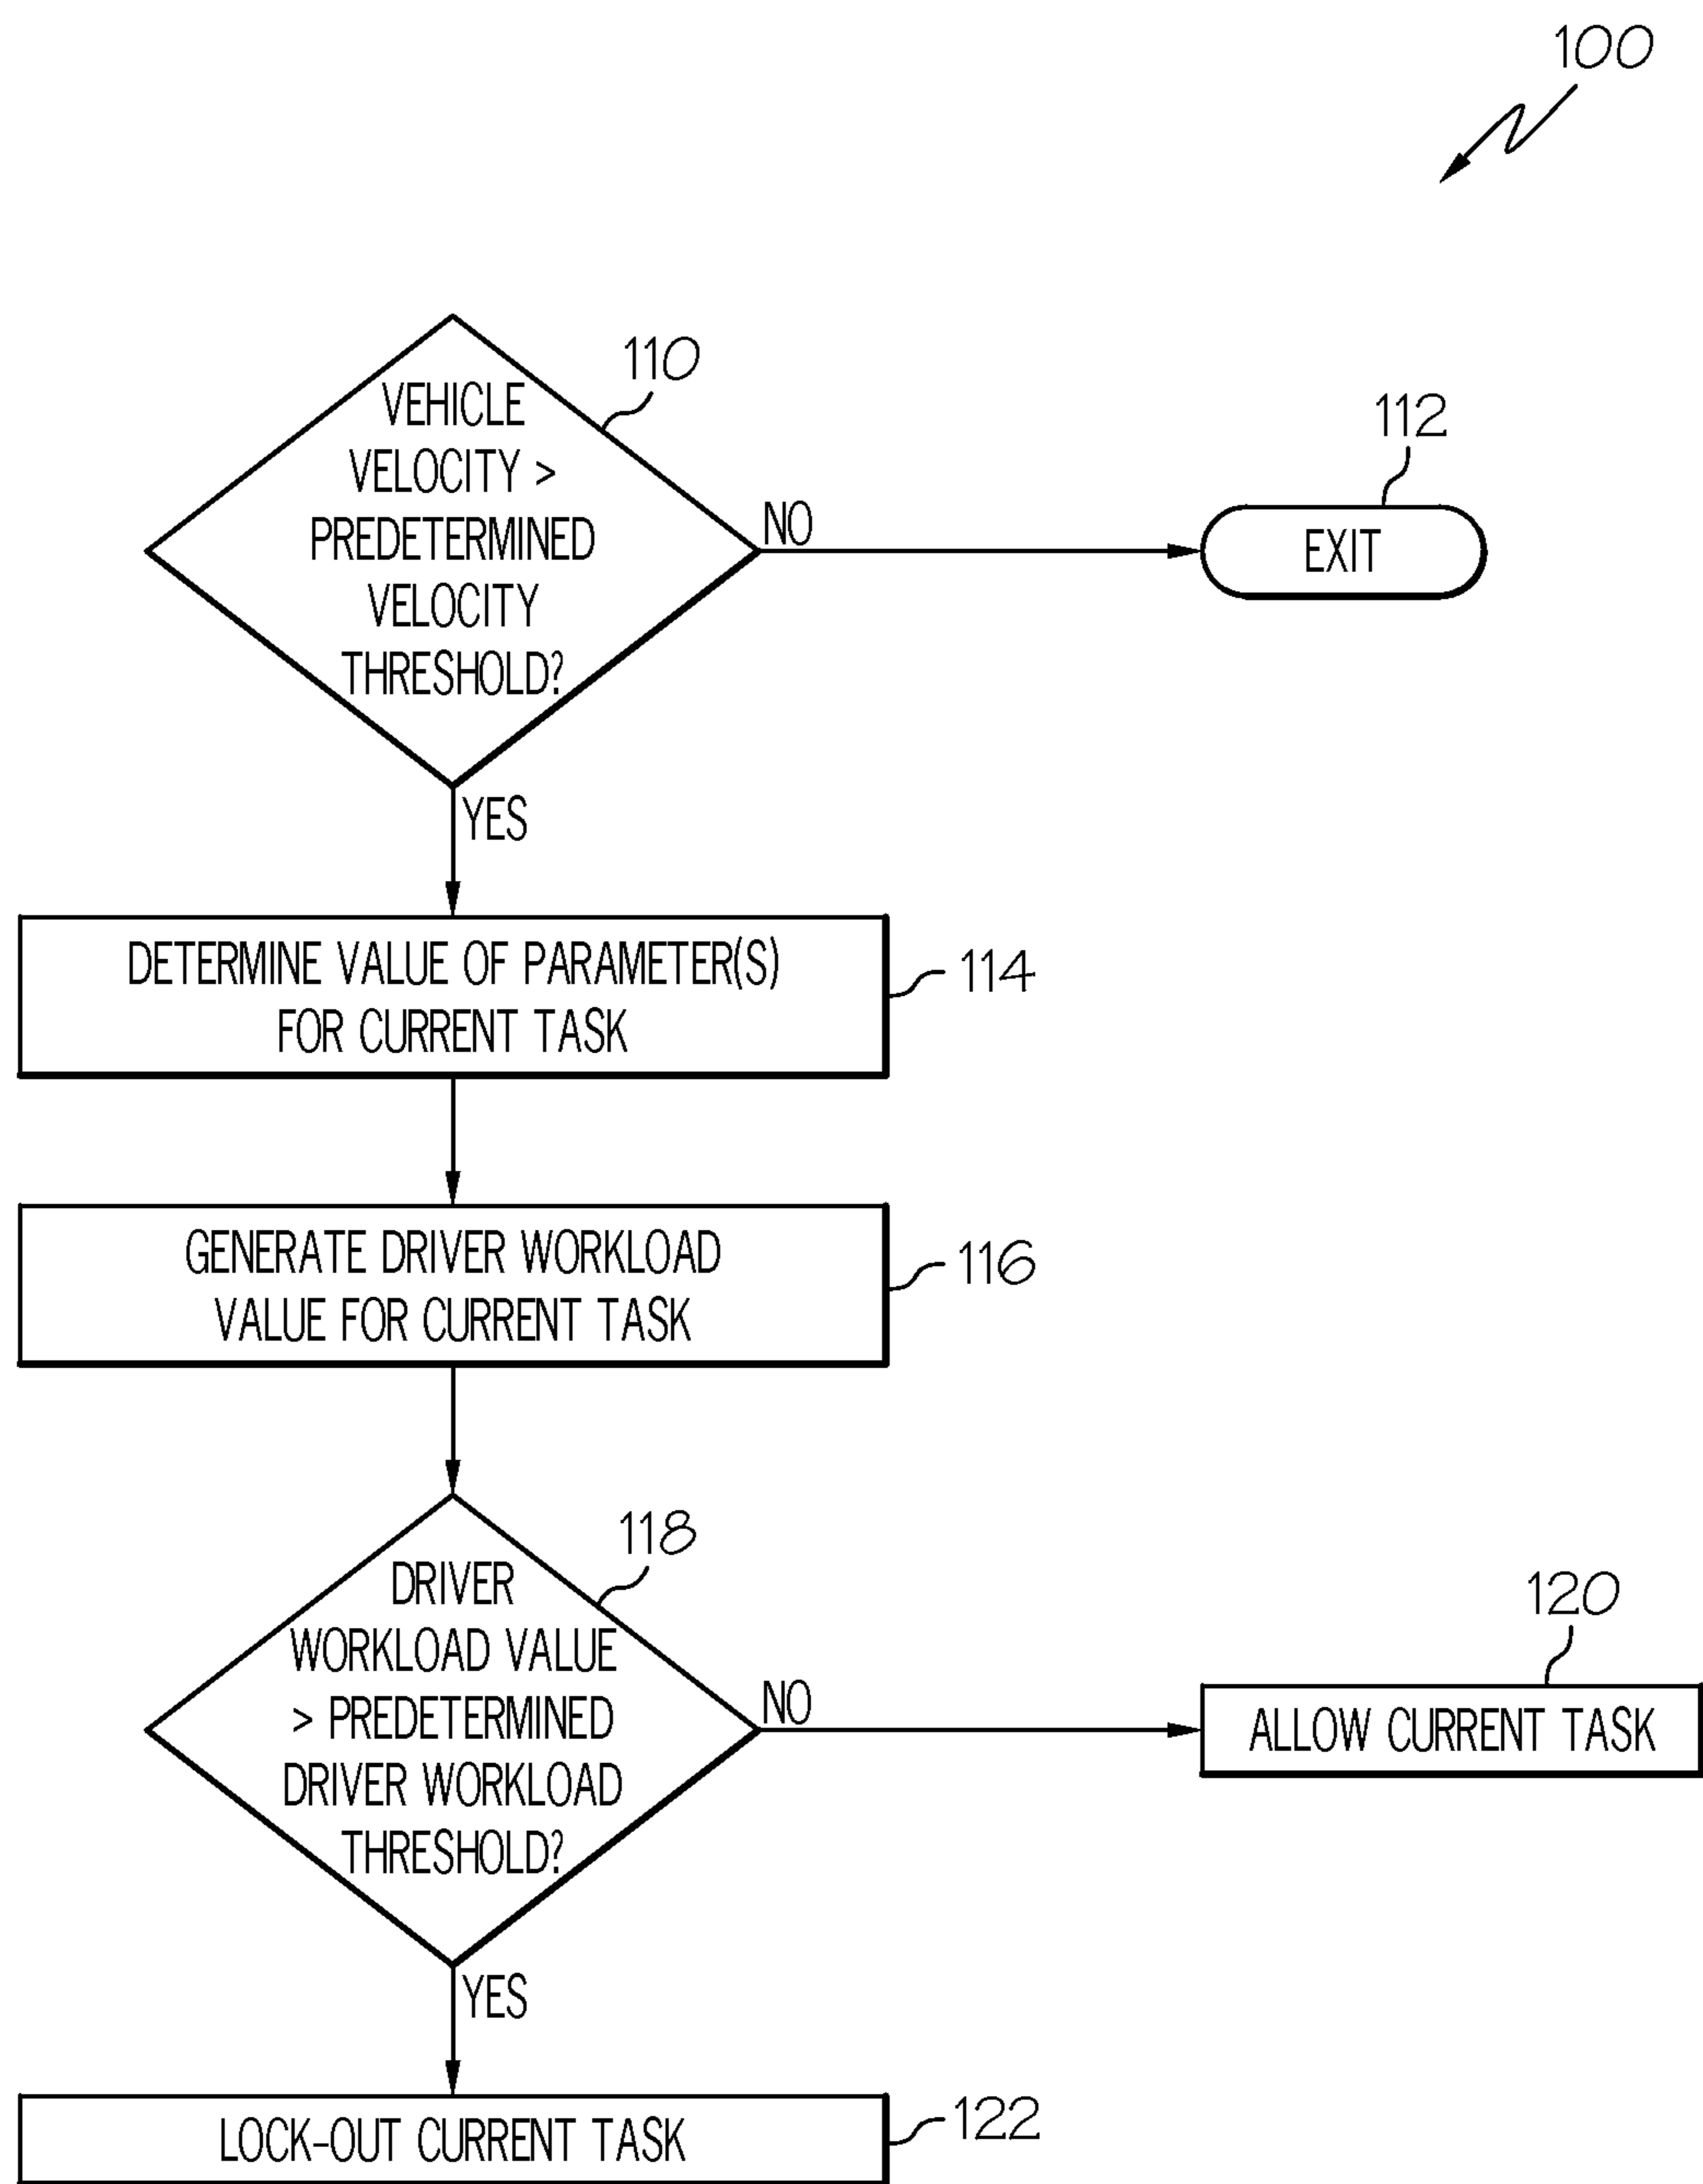 100
VEHICLE
VELOCITY >
PREDETERMINED
VELOCITY
THRESHOLD?
110
NO
112
EXIT
YES
DETERMINE VALUE OF PARAMETER(S)
FOR CURRENT TASK
114
GENERATE DRIVER WORKLOAD
VALUE FOR CURRENT TASK
116
DRIVER
WORKLOAD VALUE
> PREDETERMINED
DRIVER WORKLOAD
THRESHOLD?
118
NO
120
ALLOW CURRENT TASK
YES
LOCK-OUT CURRENT TASK
122